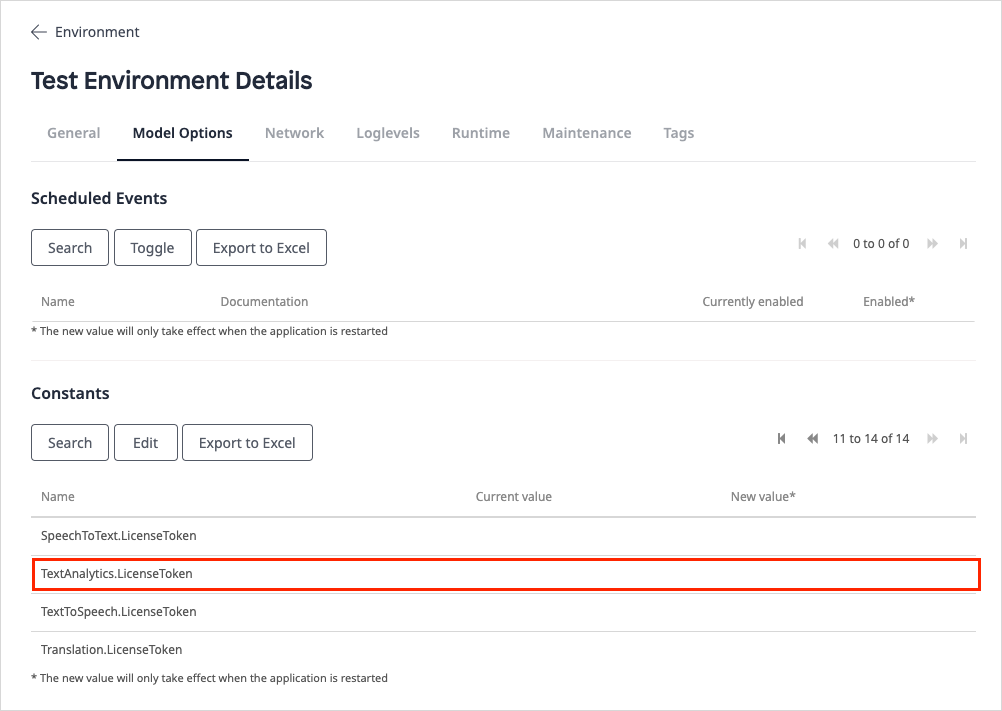 Environment
Test Environment Details
General Model Options Network Loglevels Runtime Maintenance Tags
Scheduled Events
Search Toggle Export to Excel 0 to 0 of 0
Name Documentation Currently enabled Enabled*
* The new value will only take effect when the application is restarted
Constants
Search Edit Export to Excel 11 to 14 of 14
Name Current value New value*
SpeechToText.LicenseToken
TextAnalytics.LicenseToken
TextToSpeech.LicenseToken
Translation.LicenseToken
* The new value will only take effect when the application is restarted